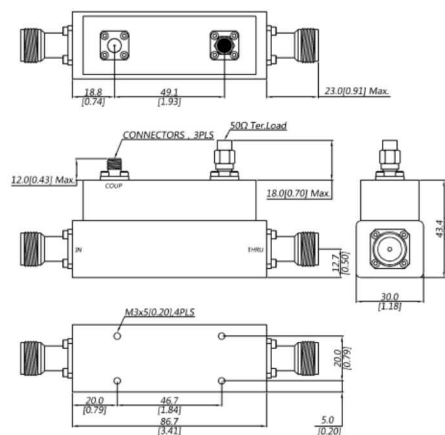 18.8
[0.74]
49.1
[1.93]
23.0[0.91] Max.
CONNECTORS , 3PLS
50Ω Ter.Load
12.0[0.43] Max.
COUP
18.0[0.70] Max.
IN
THRU
12.7
[0.50]
43.4
30.0
[1.18]
M3x5[0.20],4PLS
20.0
[0.79]
20.0
[0.79]
46.7
[1.84]
86.7
[3.41]
5.0
[0.20]